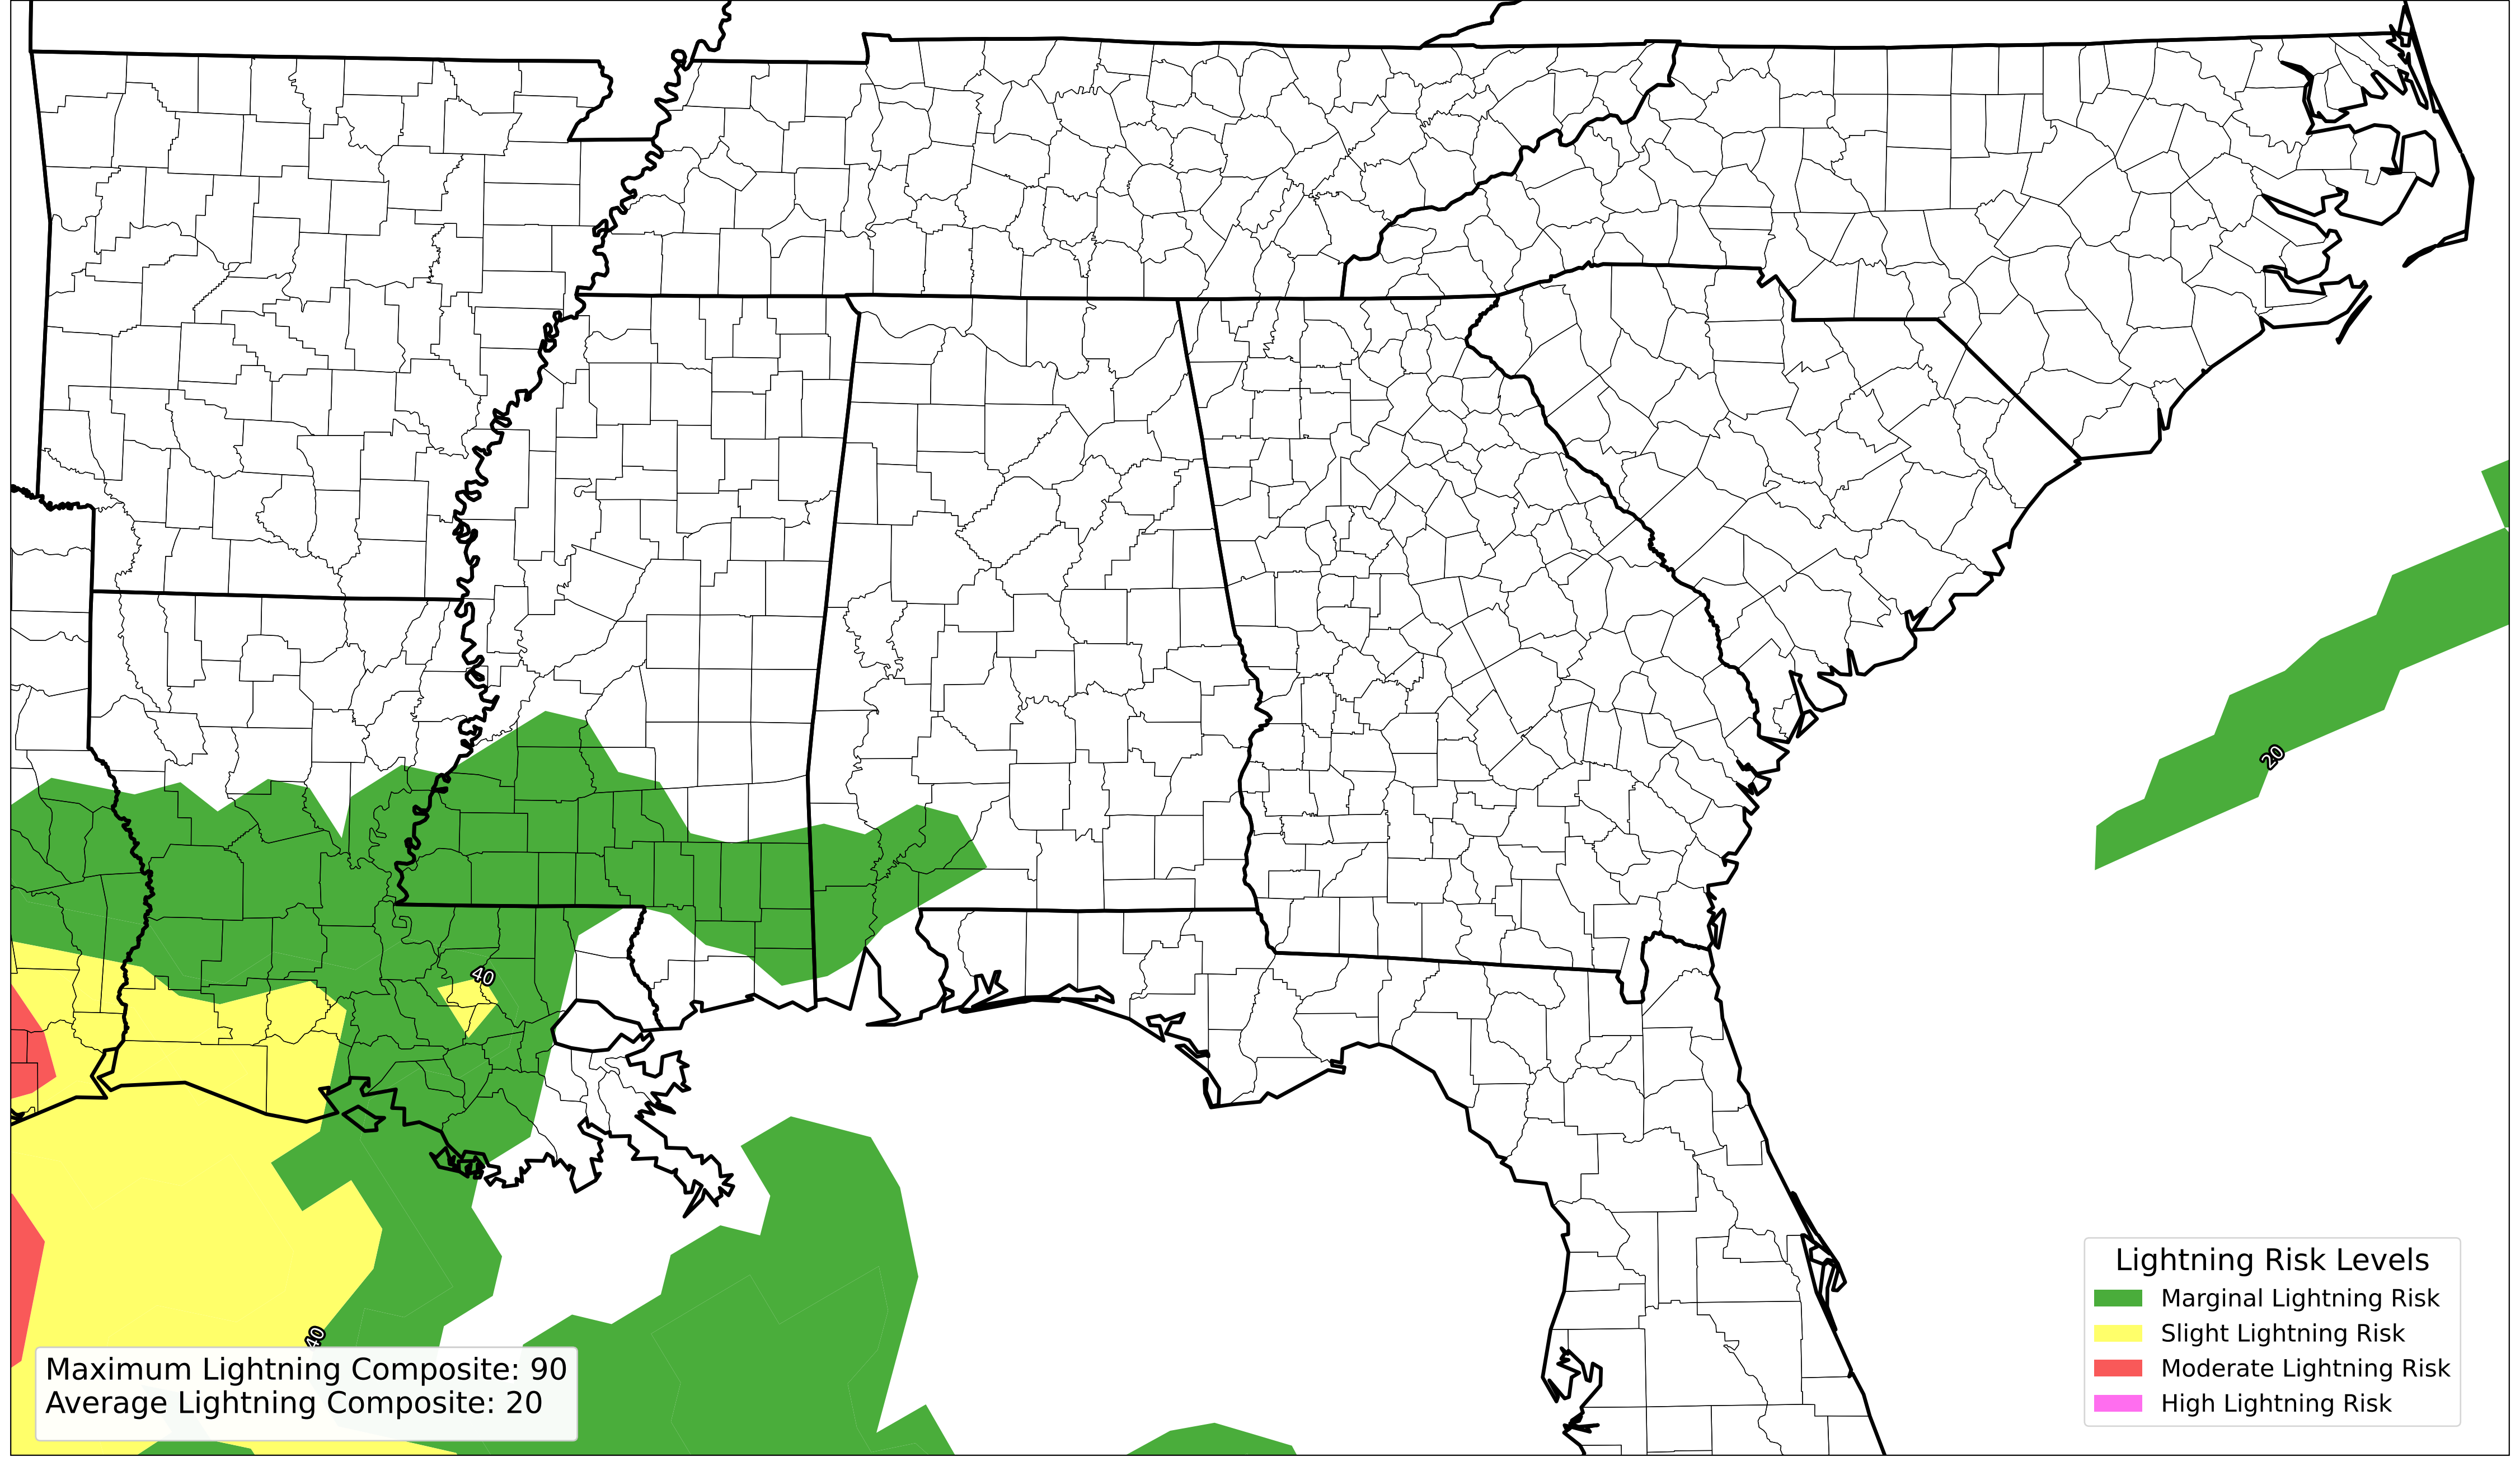 20
40
40
Maximum Lightning Composite: 90
Average Lightning Composite: 20
Lightning Risk Levels
Marginal Lightning Risk
Slight Lightning Risk
Moderate Lightning Risk
High Lightning Risk